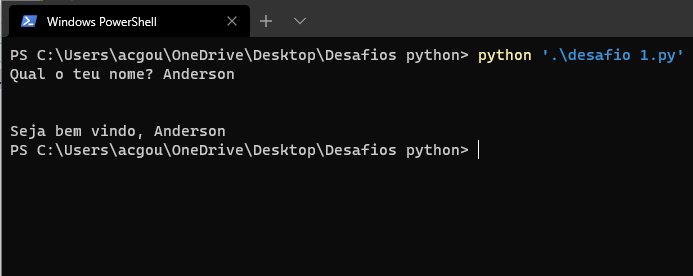 Windows PowerShell
PS C:\Users\acgou\OneDrive\Desktop\Desafios python> python '.\desafio 1.py'
Qual o teu nome? Anderson
Seja bem vindo, Anderson
PS C:\Users\acgou\OneDrive\Desktop\Desafios python>